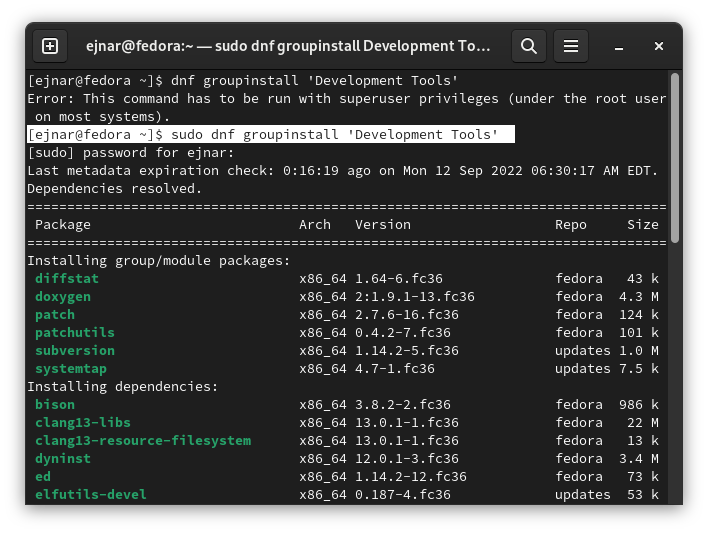 ejnar@fedora:~ — sudo dnf groupinstall Development To...
[ejnar@fedora ~]$ dnf groupinstall 'Development Tools'
Error: This command has to be run with superuser privileges (under the root user
 on most systems).
[ejnar@fedora ~]$ sudo dnf groupinstall 'Development Tools'
[sudo] password for ejnar:
Last metadata expiration check: 0:16:19 ago on Mon 12 Sep 2022 06:30:17 AM EDT.
Dependencies resolved.
================================================================================
 Package                          Arch   Version                  Repo     Size
================================================================================
Installing group/module packages:
 diffstat                         x86_64 1.64-6.fc36              fedora   43 k
 doxygen                          x86_64 2:1.9.1-13.fc36          fedora  4.3 M
 patch                            x86_64 2.7.6-16.fc36            fedora  124 k
 patchutils                       x86_64 0.4.2-7.fc36             fedora  101 k
 subversion                       x86_64 1.14.2-5.fc36            updates 1.0 M
 systemtap                        x86_64 4.7-1.fc36               updates 7.5 k
Installing dependencies:
 bison                            x86_64 3.8.2-2.fc36             fedora  986 k
 clang13-libs                     x86_64 13.0.1-1.fc36            fedora   22 M
 clang13-resource-filesystem      x86_64 13.0.1-1.fc36            fedora   13 k
 dyninst                          x86_64 12.0.1-3.fc36            fedora  3.4 M
 ed                               x86_64 1.14.2-12.fc36           fedora   73 k
 elfutils-devel                   x86_64 0.187-4.fc36             updates  53 k